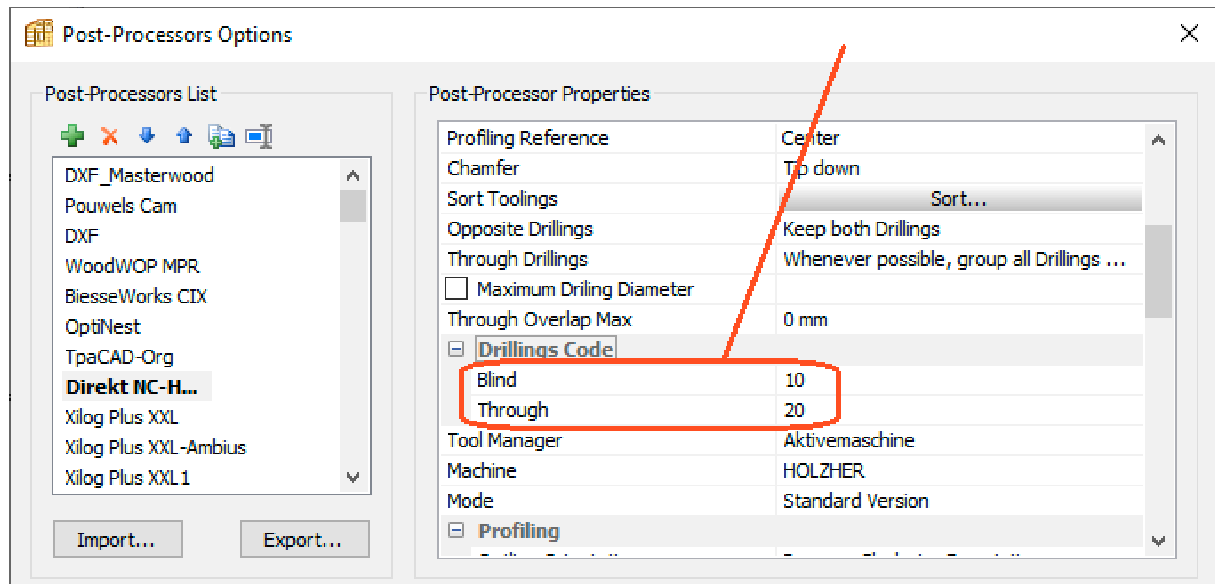 Post-Processors Options
Post-Processors List
DXF_Masterwood
Pouwels Cam
DXF
WoodWOP MPR
BiesseWorks CIX
OptiNest
TpaCAD-Org
Direkt NC-H...
Xilog Plus XXL
Xilog Plus XXL-Ambius
Xilog Plus XXL1
Import...
Export...
Post-Processor Properties
Profiling Reference Center
Chamfer Tip down
Sort Toolings Sort...
Opposite Drillings Keep both Drillings
Through Drillings Whenever possible, group all Drillings ...
Maximum Driling Diameter
Through Overlap Max 0 mm
Drillings Code
Blind 10
Through 20
Tool Manager Aktivemaschine
Machine HOLZHER
Mode Standard Version
Profiling